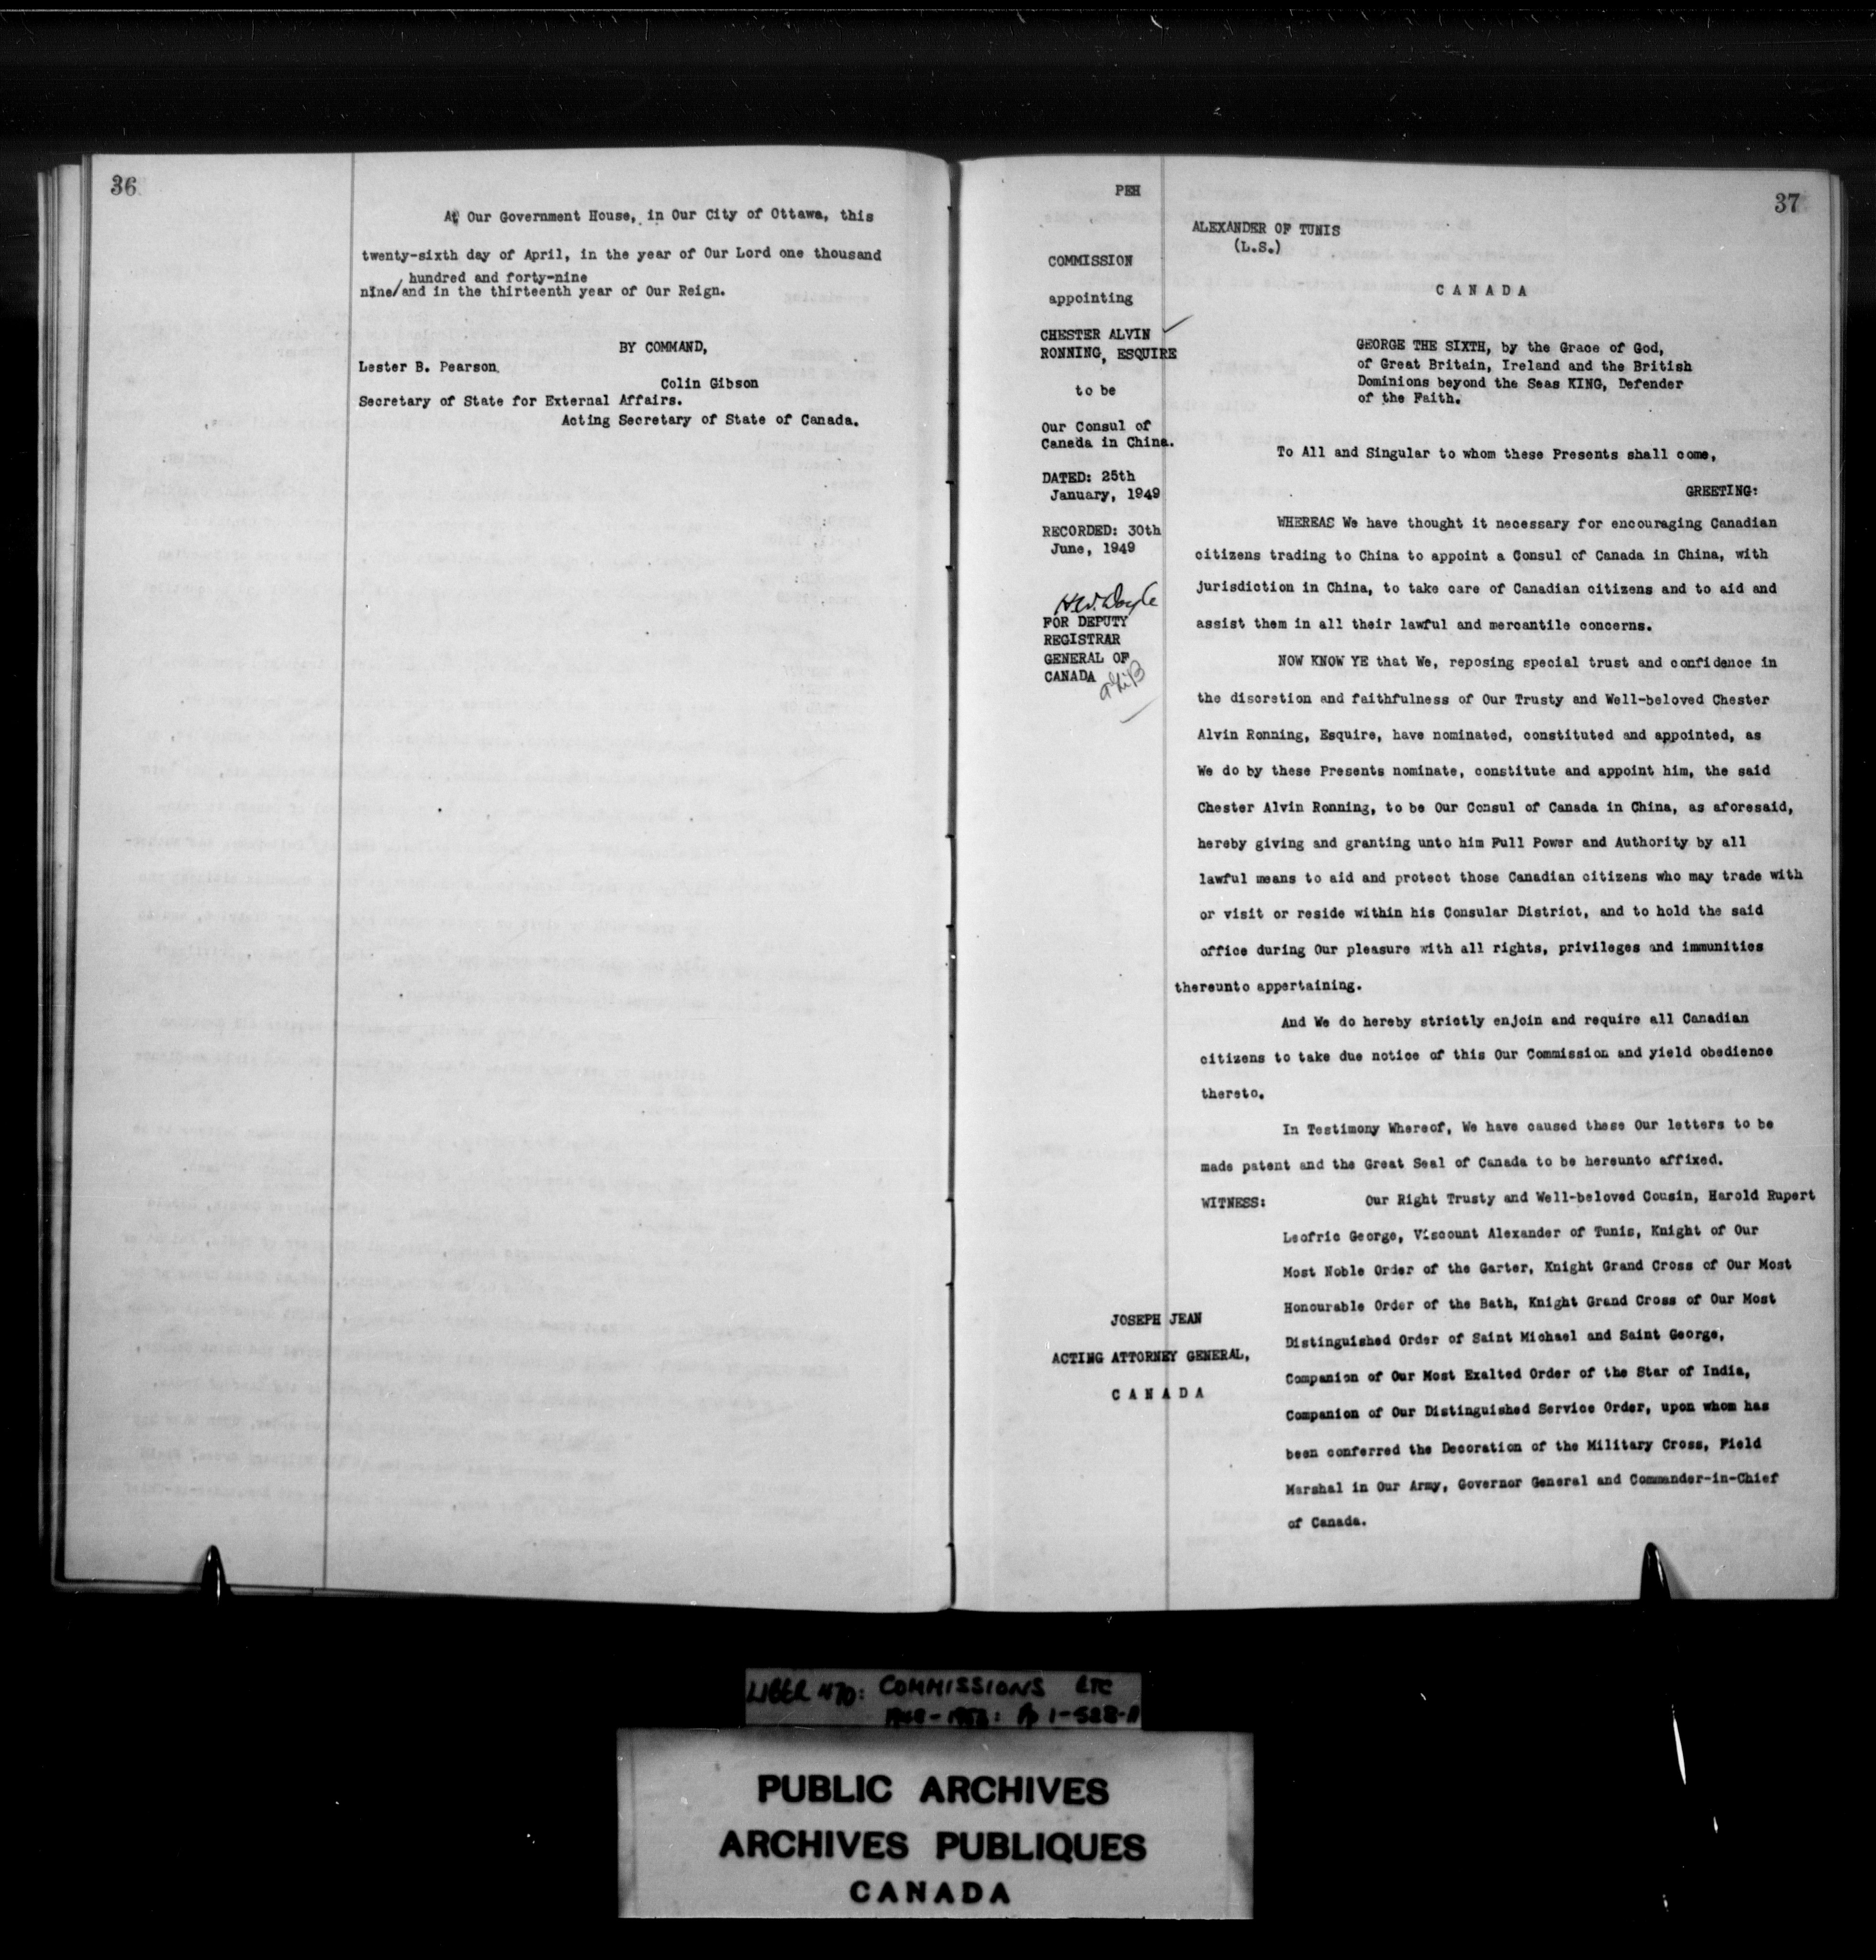 36
At Our Government House, in Our City of Ottawa, this
twenty-sixth day of April, in the year of Our Lord one thousand
hundred and forty-nine
nine/and in the thirteenth year of Our Reign.
BY COMMAND,
Lester B. Pearson
Colin Gibson
Secretary of State for External Affairs.
Acting Secretary of State of Canada.
37
PEH
COMMISSION
appointing
CHESTER ALVIN
RONNING, ESQUIRE
to be
Our Consul of
Canada in China.
DATED: 25th
January, 1949
RECORDED: 30th
June, 1949
H.W. Doyle
FOR DEPUTY
REGISTRAR
GENERAL OF
CANADA
JOSEPH JEAN
ACTING ATTORNEY GENERAL,
C A N A D A
ALEXANDER OF TUNIS
(L.S.)
C A N A D A
GEORGE THE SIXTH, by the Grace of God,
of Great Britain, Ireland and the British
Dominions beyond the Seas KING, Defender
of the Faith.
To All and Singular to whom these Presents shall come,
GREETING:
WHEREAS We have thought it necessary for encouraging Canadian
citizens trading to China to appoint a Consul of Canada in China, with
jurisdiction in China, to take care of Canadian citizens and to aid and
assist them in all their lawful and mercantile concerns.
NOW KNOW YE that We, reposing special trust and confidence in
the discretion and faithfulness of Our Trusty and Well-beloved Chester
Alvin Ronning, Esquire, have nominated, constituted and appointed, as
We do by these Presents nominate, constitute and appoint him, the said
Chester Alvin Ronning, to be Our Consul of Canada in China, as aforesaid,
hereby giving and granting unto him Full Power and Authority by all
lawful means to aid and protect those Canadian citizens who may trade with
or visit or reside within his Consular District, and to hold the said
office during Our pleasure with all rights, privileges and immunities
thereunto appertaining.
And We do hereby strictly enjoin and require all Canadian
citizens to take due notice of this Our Commission and yield obedience
thereto.
In Testimony Whereof, We have caused these Our letters to be
made patent and the Great Seal of Canada to be hereunto affixed.
WITNESS: Our Right Trusty and Well-beloved Cousin, Harold Rupert
Leofric George, Viscount Alexander of Tunis, Knight of Our
Most Noble Order of the Garter, Knight Grand Cross of Our Most
Honourable Order of the Bath, Knight Grand Cross of Our Most
Distinguished Order of Saint Michael and Saint George,
Companion of Our Most Exalted Order of the Star of India,
Companion of Our Distinguished Service Order, upon whom has
been conferred the Decoration of the Military Cross, Field
Marshal in Our Army, Governor General and Commander-in-Chief
of Canada.
LIBER 470: COMMISSIONS ETC
Pp 1-528-A
PUBLIC ARCHIVES
ARCHIVES PUBLIQUES
CANADA